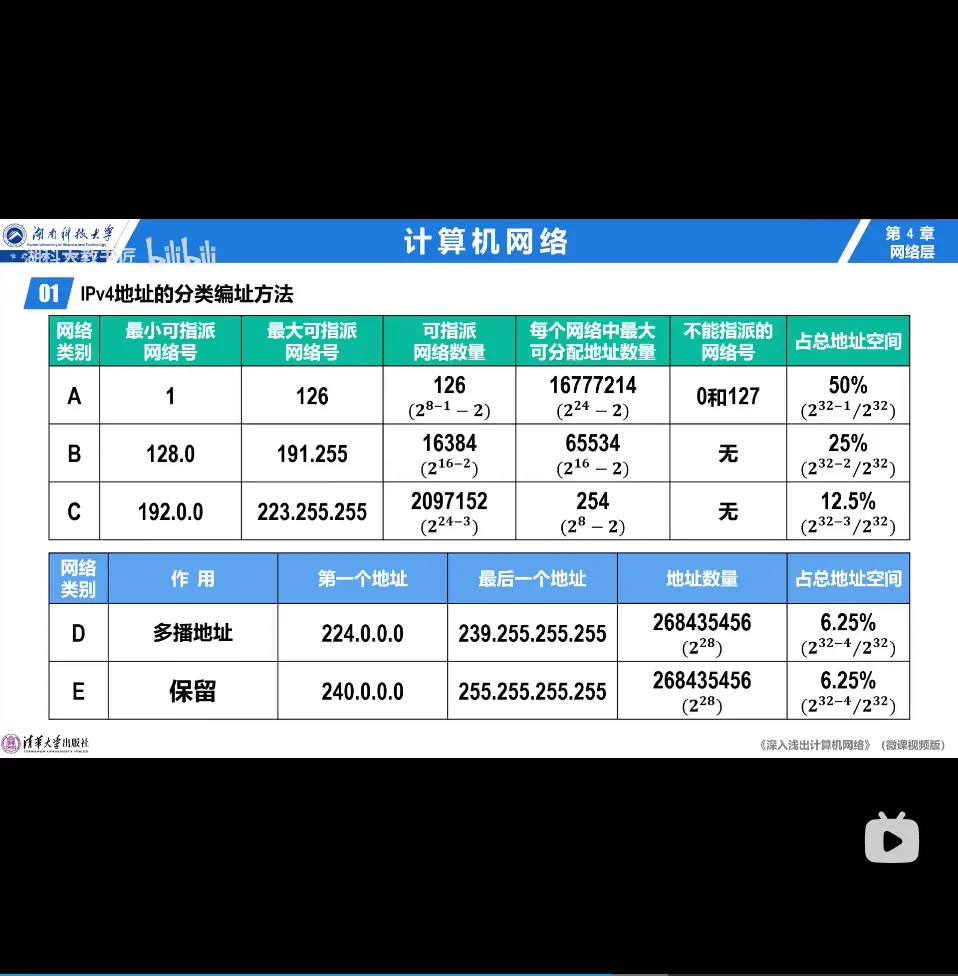 湖南科技大学
Hunan University of Science and Technology
湖科大教书匠 bilibili
计算机网络
第 4 章
网络层
01 IPv4地址的分类编址方法
网络类别 最小可指派网络号 最大可指派网络号 可指派网络数量 每个网络中最大可分配地址数量 不能指派的网络号 占总地址空间
A 1 126 126 (2^{8−1} − 2) 16777214 (2^{24} − 2) 0和127 50% (2^{32−1}/2^{32})
B 128.0 191.255 16384 (2^{16−2}) 65534 (2^{16} − 2) 无 25% (2^{32−2}/2^{32})
C 192.0.0 223.255.255 2097152 (2^{24−3}) 254 (2^{8} − 2) 无 12.5% (2^{32−3}/2^{32})
网络类别 作 用 第一个地址 最后一个地址 地址数量 占总地址空间
D 多播地址 224.0.0.0 239.255.255.255 268435456 (2^{28}) 6.25% (2^{32−4}/2^{32})
E 保留 240.0.0.0 255.255.255.255 268435456 (2^{28}) 6.25% (2^{32−4}/2^{32})
清华大学出版社
TSINGHUA UNIVERSITY PRESS
《深入浅出计算机网络》（微课视频版）